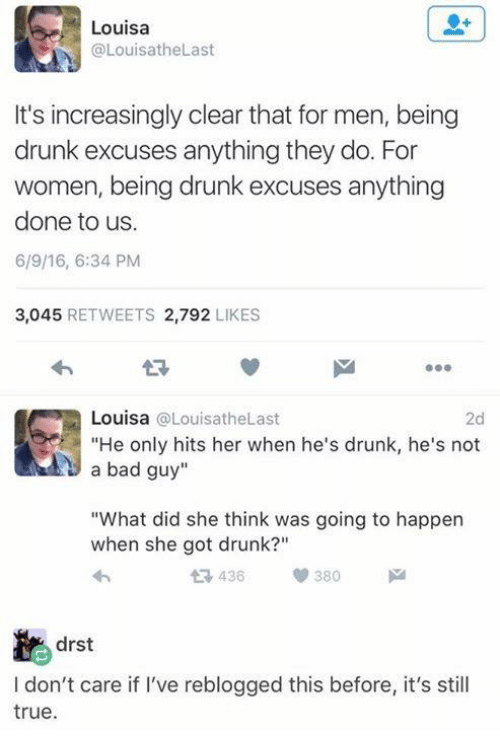 Louisa
@LouisatheLast
It's increasingly clear that for men, being
drunk excuses anything they do. For
women, being drunk excuses anything
done to us.
6/9/16, 6:34 PM
3,045 RETWEETS 2,792 LIKES
Louisa @LouisatheLast 2d
"He only hits her when he's drunk, he's not
a bad guy"
"What did she think was going to happen
when she got drunk?"
436 380
drst
I don't care if I've reblogged this before, it's still
true.